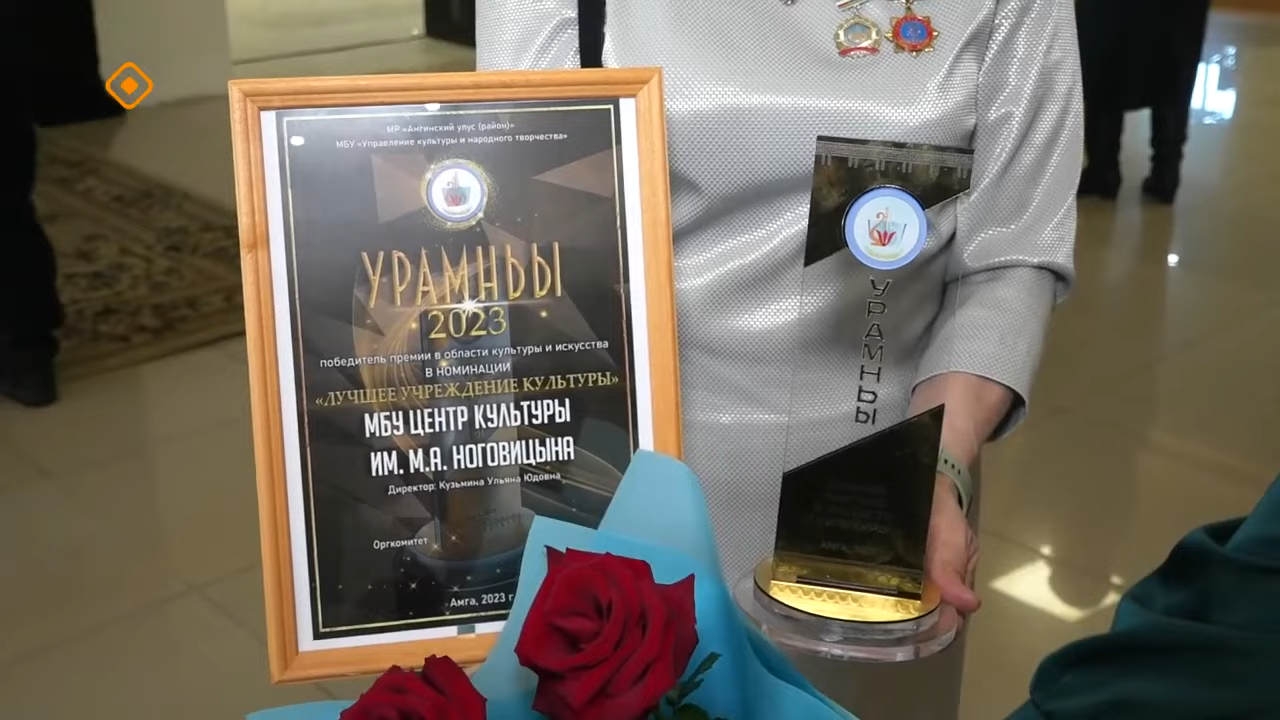 МР «Амгинский улус (район)»
МБУ «Управление культуры и народного творчества»
УРАМНЬЫ
2023
победитель премии в области культуры и искусства
В НОМИНАЦИИ
«ЛУЧШЕЕ УЧРЕЖДЕНИЕ КУЛЬТУРЫ»
МБУ ЦЕНТР КУЛЬТУРЫ
ИМ. М.А. НОГОВИЦЫНА
Директор: Кузьмина Ульяна Юдовна
Оргкомитет
Амга, 2023 г.
УРАМНЬЫ